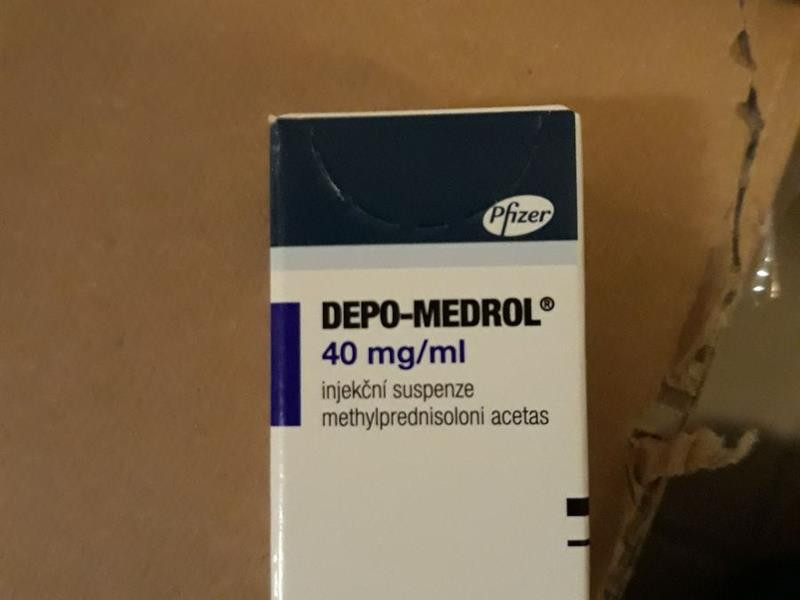 Pfizer
DEPO-MEDROL®
40 mg/ml
injekční suspenze
methylprednisoloni acetas